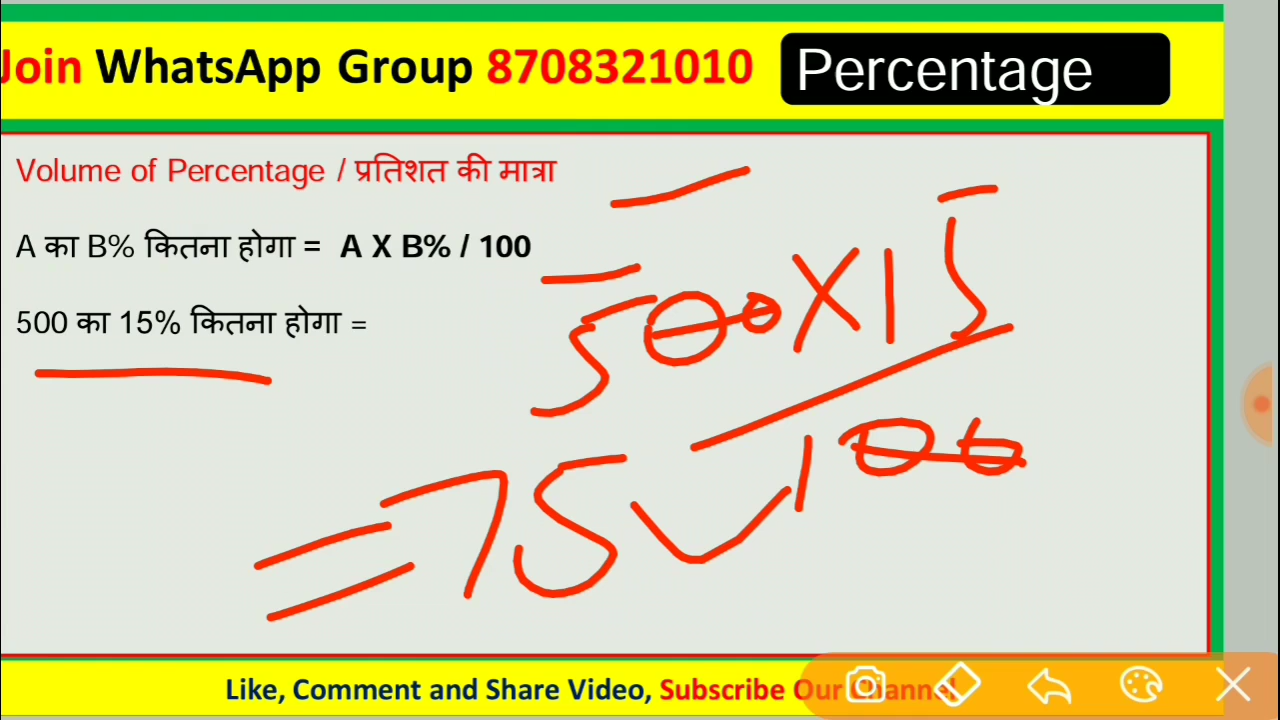 Join WhatsApp Group 8708321010 Percentage
Volume of Percentage / प्रतिशत की मात्रा
A का B% कितना होगा = A X B% / 100
500 का 15% कितना होगा =
500 X 15
100
= 75
Like, Comment and Share Video, Subscribe Our Channel